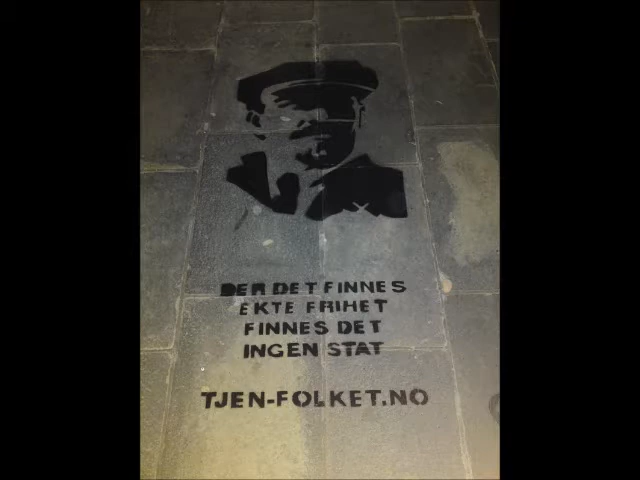 DER DET FINNES
EKTE FRIHET
FINNES DET
INGEN STAT
TJEN-FOLKET.NO